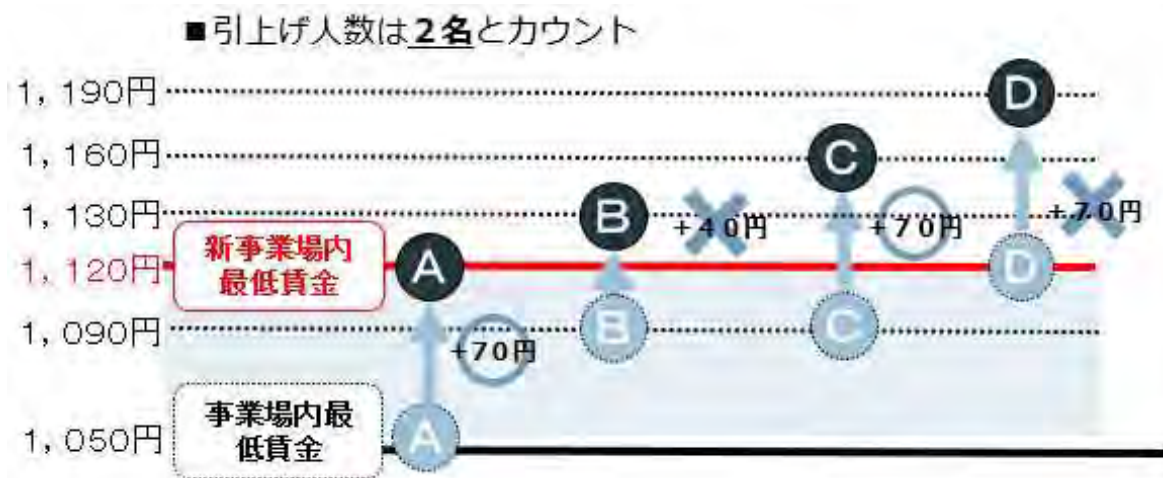 ■引上げ人数は２名とカウント
1，190円
D
1，160円
C
1，130円
B
＋40円
＋70円
＋70円
新事業場内
最低賃金
1，120円
A
D
1，090円
B
C
＋70円
事業場内最
低賃金
1，050円
A